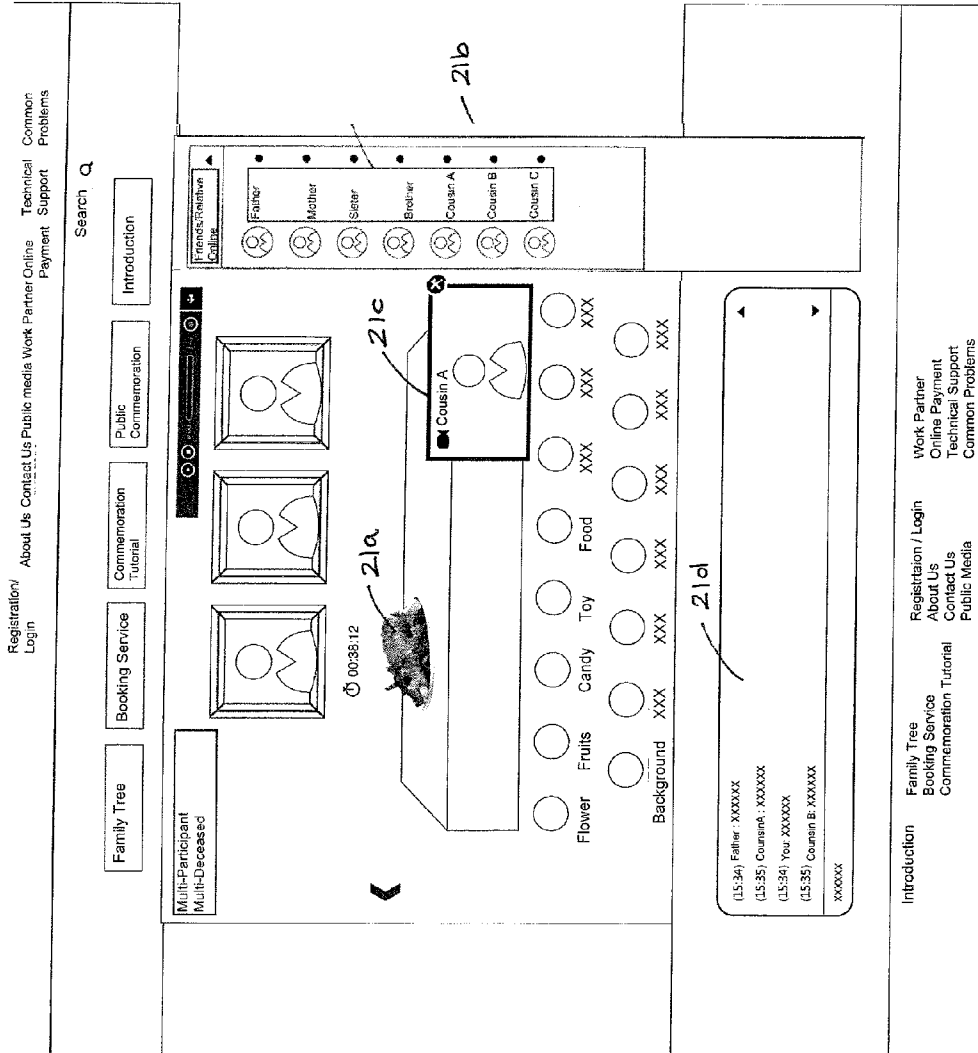 Registration/
Login
About Us Contact Us Public media Work Partner Online
Payment
Technical
Support
Common
Problems
Search
Family Tree
Booking Service
Commemoration
Tutorial
Public
Commemoration
Introduction
Multi-Participant
Multi-Deceased
00:38:12
21a
Cousin A
21c
Flower
Fruits
Candy
Toy
Food
XXX
XXX
XXX
Background
XXX
XXX
XXX
XXX
XXX
XXX
Friends/Relative
Online
Father
Mother
Sister
Brother
Cousin A
Cousin B
Cousin C
21b
21d
(15:34) Father : XXXXXX
(15:35) CounsinA : XXXXXX
(15:34) You: XXXXXX
(15:35) Counsin B: XXXXXX
XXXXXX
Introduction
Family Tree
Booking Service
Commemoration Tutorial
Registrtaion / Login
About Us
Contact Us
Public Media
Work Partner
Online Payment
Technical Support
Common Problems